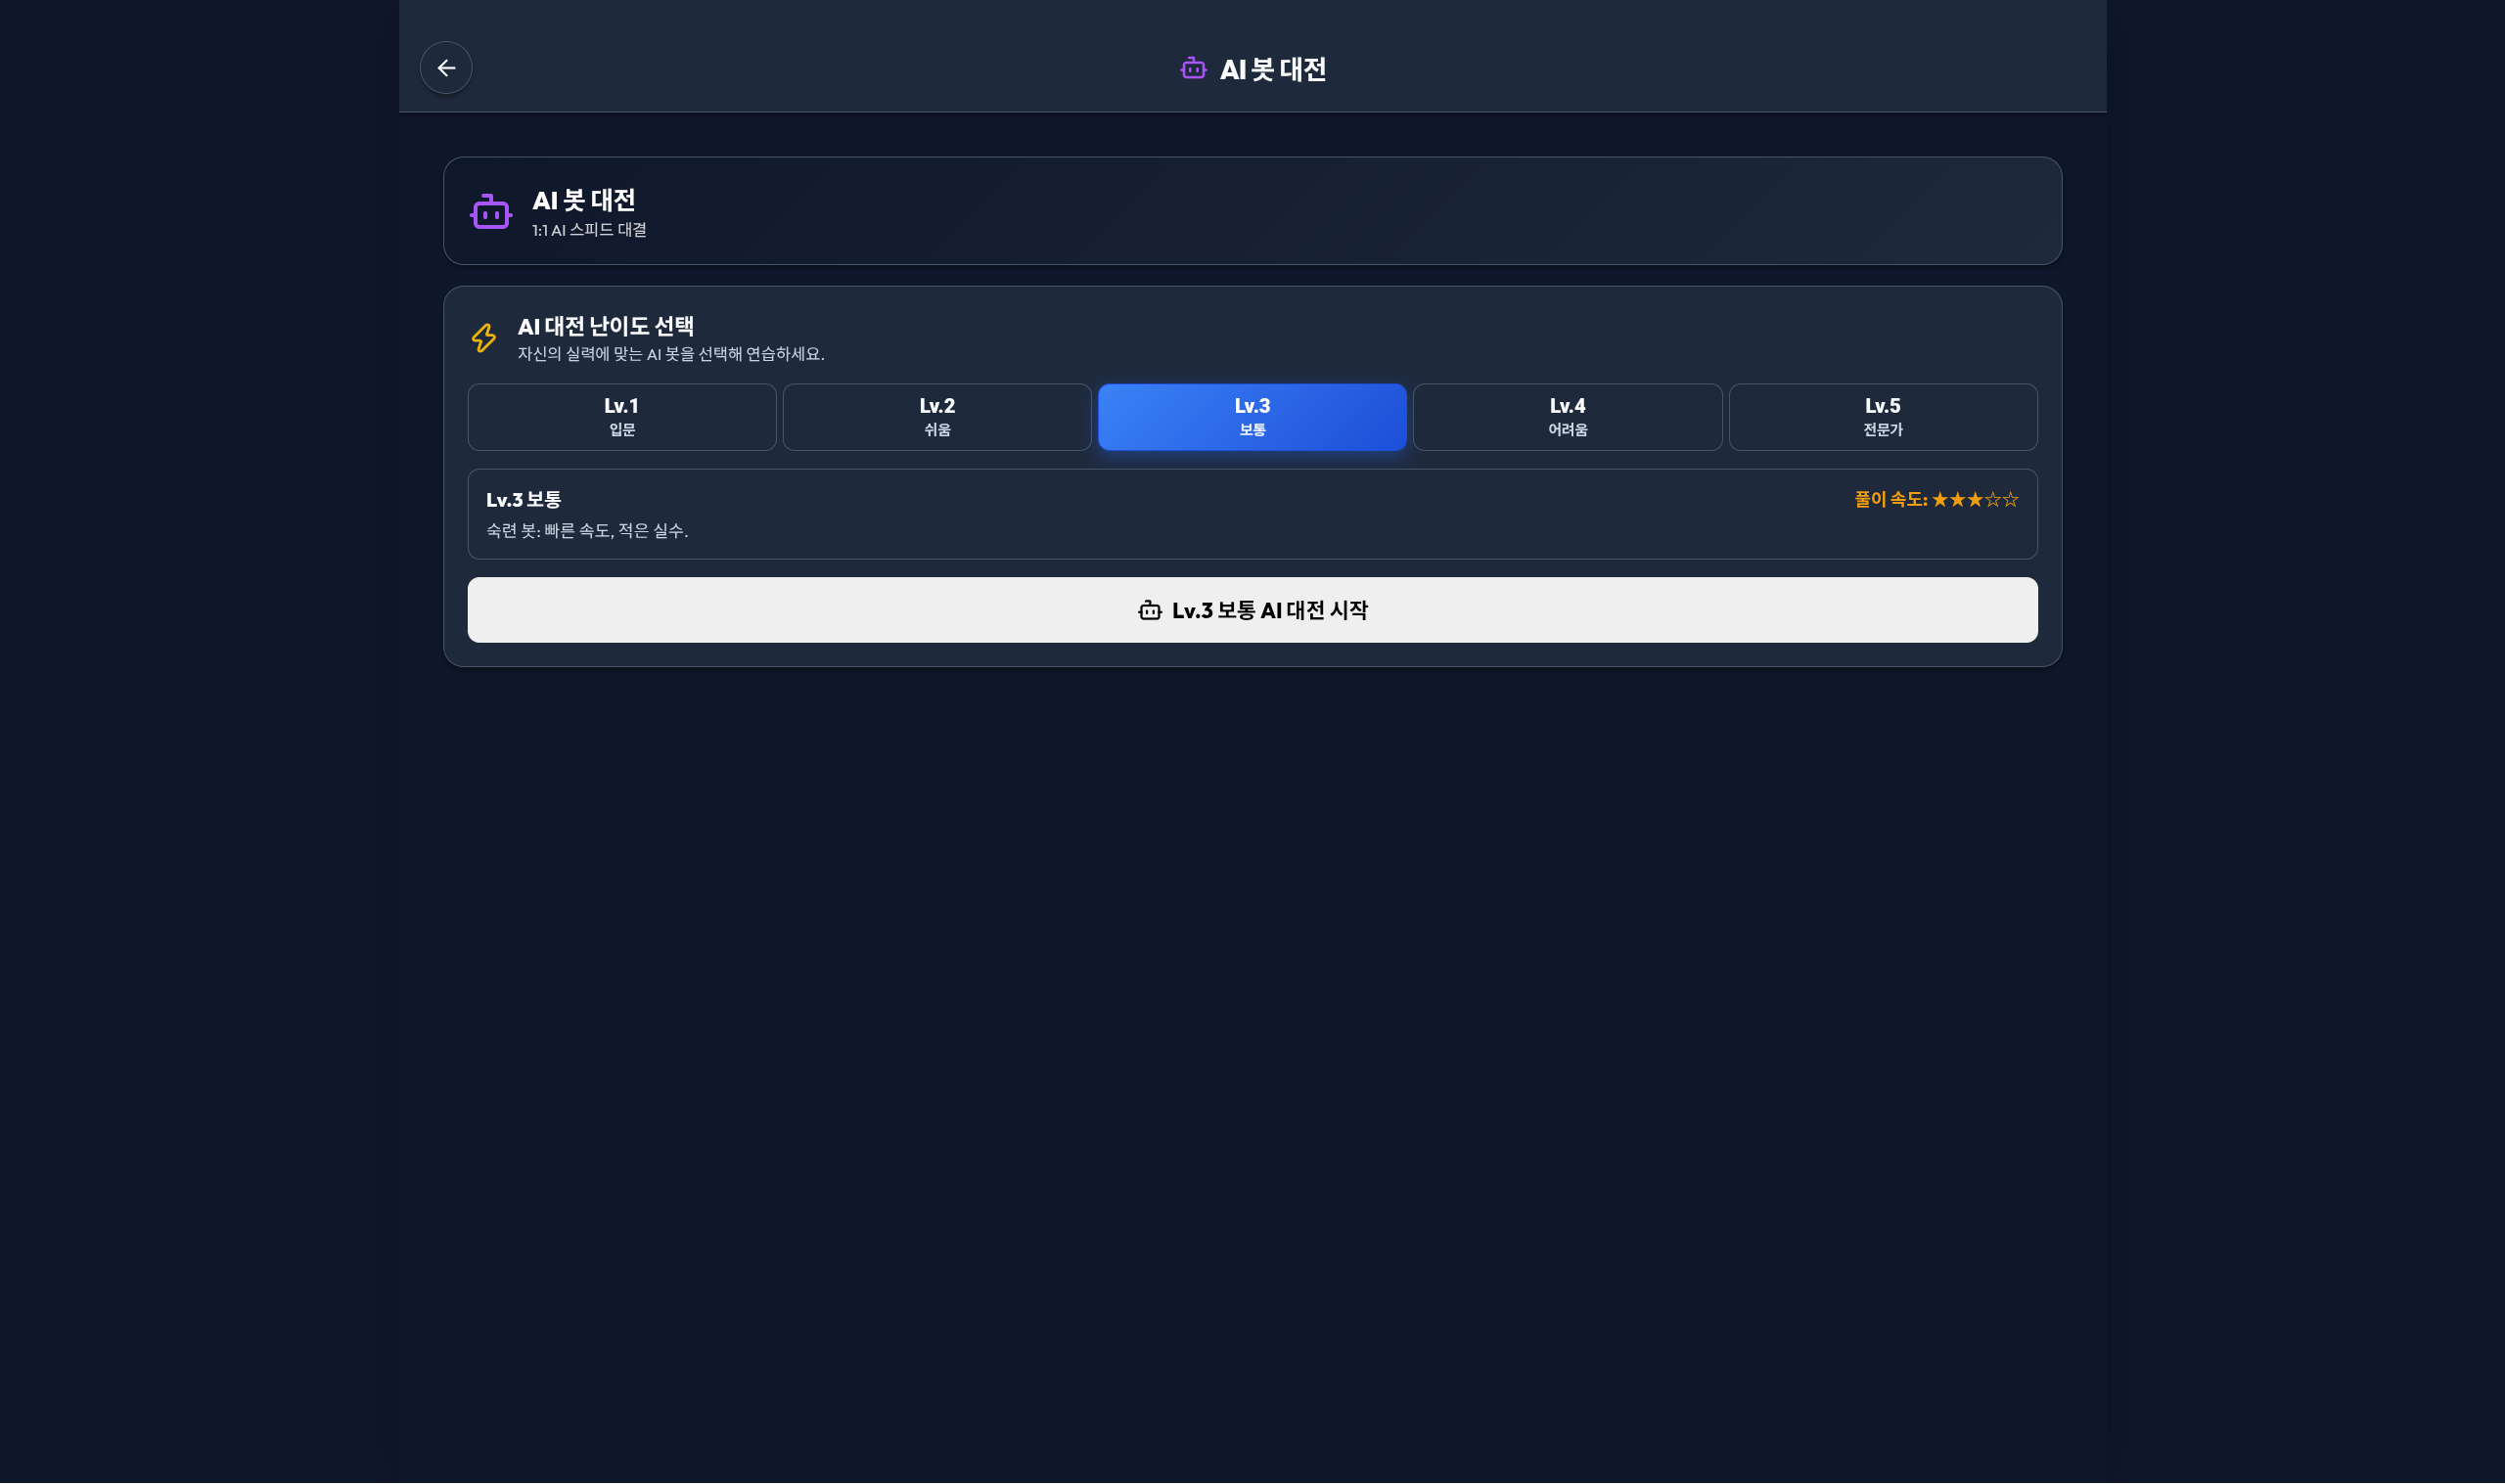 AI 봇 대전
AI 봇 대전
1:1 AI 스피드 대결
AI 대전 난이도 선택
자신의 실력에 맞는 AI 봇을 선택해 연습하세요.
Lv.1
입문
Lv.2
쉬움
Lv.3
보통
Lv.4
어려움
Lv.5
전문가
Lv.3 보통
풀이 속도: ★★★☆☆
숙련 봇: 빠른 속도, 적은 실수.
Lv.3 보통 AI 대전 시작